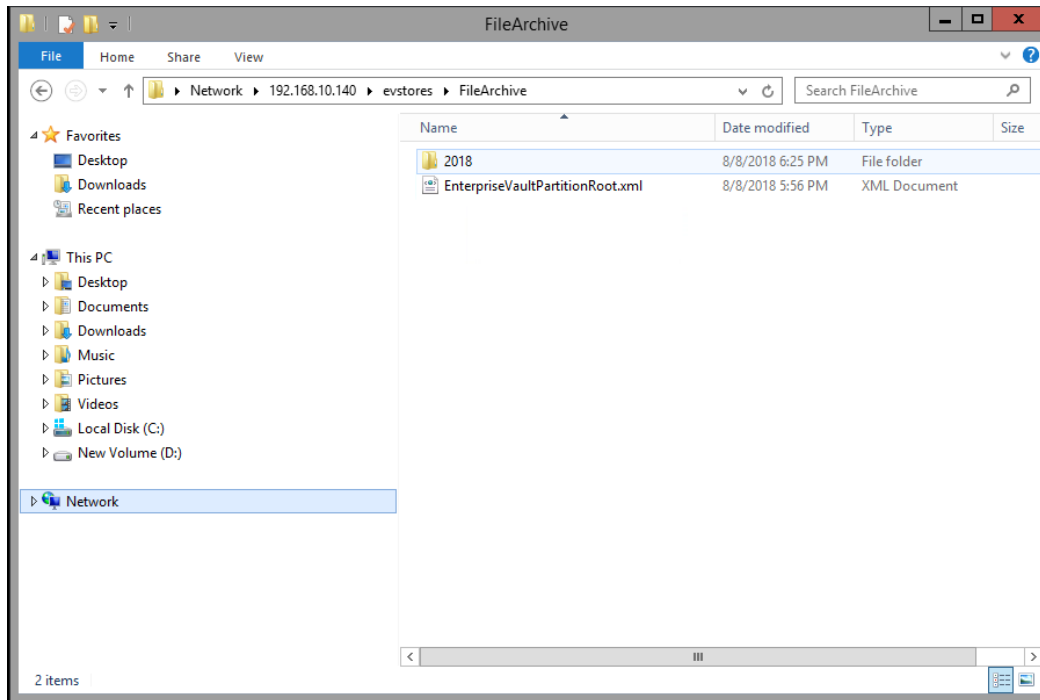 FileArchive
File Home Share View
Network 192.168.10.140 evstores FileArchive Search FileArchive
Name Date modified Type Size
2018 8/8/2018 6:25 PM File folder
EnterpriseVaultPartitionRoot.xml 8/8/2018 5:56 PM XML Document
Favorites
Desktop
Downloads
Recent places
This PC
Desktop
Documents
Downloads
Music
Pictures
Videos
Local Disk (C:)
New Volume (D:)
Network
2 items